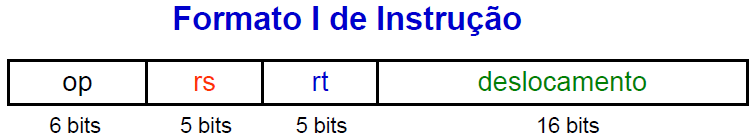 Formato I de Instrução
op rs rt deslocamento
6 bits 5 bits 5 bits 16 bits